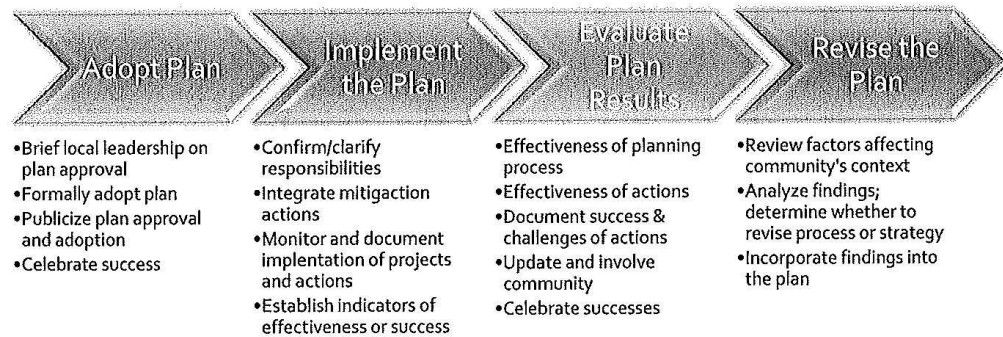 Adopt Plan
•Brief local leadership on
plan approval
•Formally adopt plan
•Publicize plan approval
and adoption
•Celebrate success
Implement
the Plan
•Confirm/clarify
responsibilities
•Integrate mitigaction
actions
•Monitor and document
implentation of projects
and actions
•Establish indicators of
effectiveness or success
Evaluate
Plan
Results
•Effectiveness of planning
process
•Effectiveness of actions
•Document success &
challenges of actions
•Update and involve
community
•Celebrate successes
Revise the
Plan
•Review factors affecting
community's context
•Analyze findings;
determine whether to
revise process or strategy
•Incorporate findings into
the plan